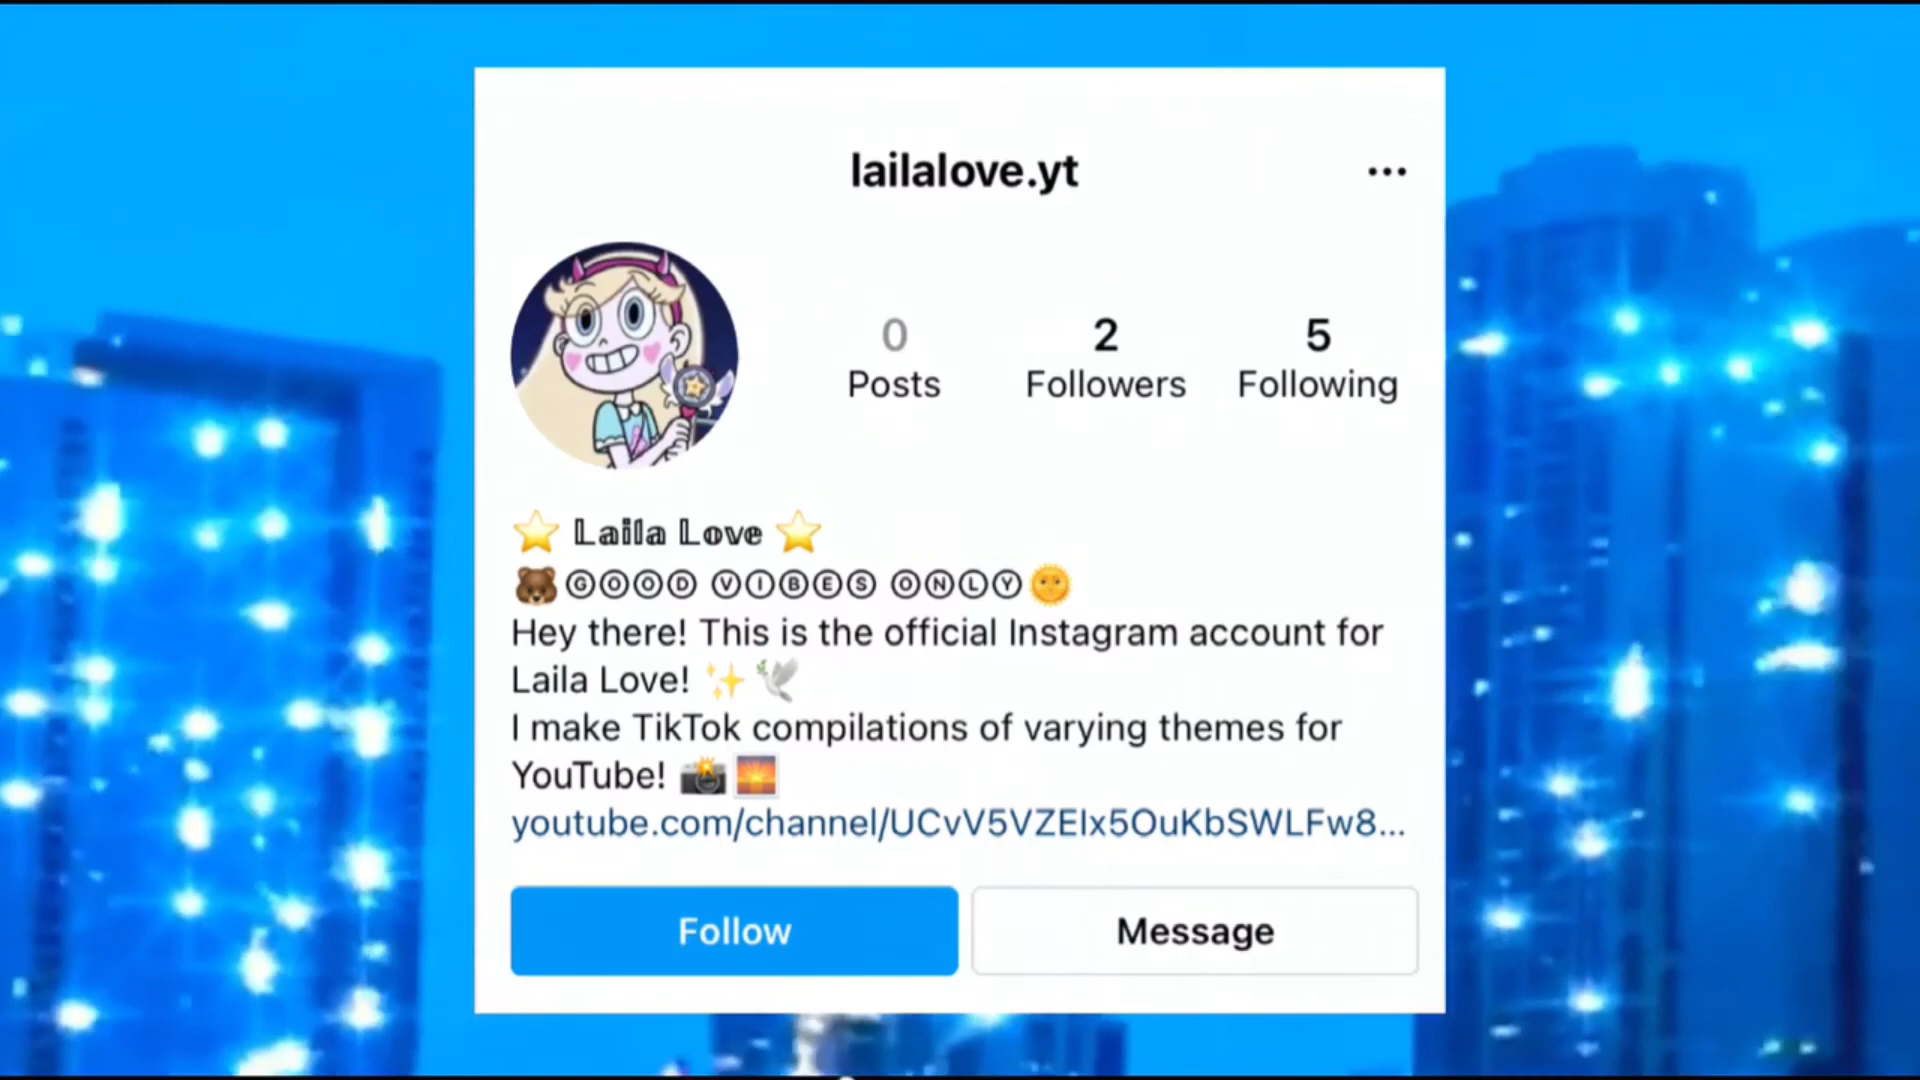 lailalove.yt
0 2 5
Posts Followers Following
⭐ 𝕃𝕒𝕚𝕝𝕒 𝕃𝕠𝕧𝕖 ⭐
🐻ⒼⓄⓄⒹ ⓋⒾⒷⒺⓈ ⓄⓃⓁⓎ🌞
Hey there! This is the official Instagram account for
Laila Love! ✨🕊️
I make TikTok compilations of varying themes for
YouTube! 📸🌅
youtube.com/channel/UCvV5VZEIx5OuKbSWLFw8...
Follow Message